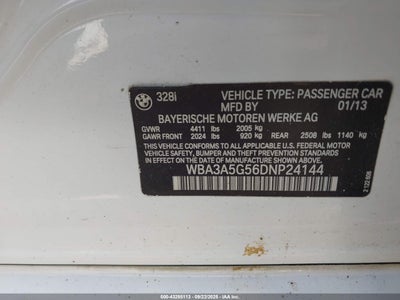 328i
VEHICLE TYPE: PASSENGER CAR
MFD BY 01/13
BAYERISCHE MOTOREN WERKE AG
GVWR 4411 lbs 2005 kg
GAWR FRONT 2024 lbs 920 kg REAR 2508 lbs 1140 kg
THIS VEHICLE CONFORMS TO ALL APPLICABLE U.S. FEDERAL MOTOR
VEHICLE SAFETY, BUMPER, AND THEFT PREVENTION STANDARDS
IN EFFECT ON THE DATE OF MANUFACTURE SHOWN ABOVE.
WBA3A5G56DNP24144